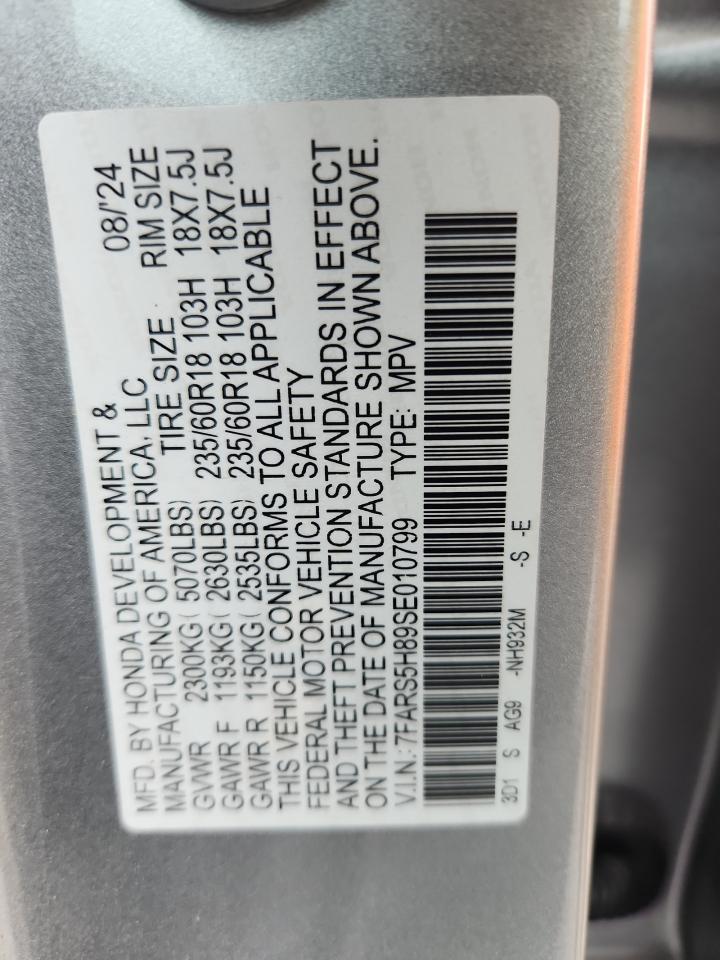 MFD. BY HONDA DEVELOPMENT & 08/'24
MANUFACTURING OF AMERICA, LLC TIRE SIZE RIM SIZE
GVWR 2300KG( 5070LBS)
GAWR F 1193KG( 2630LBS) 235/60R18 103H 18X7.5J
GAWR R 1150KG( 2535LBS) 235/60R18 103H 18X7.5J
THIS VEHICLE CONFORMS TO ALL APPLICABLE
FEDERAL MOTOR VEHICLE SAFETY
AND THEFT PREVENTION STANDARDS IN EFFECT
ON THE DATE OF MANUFACTURE SHOWN ABOVE.
V.I.N.: 7FARS5H89SE010799 TYPE: MPV
3D1 S AG9 -NH932M -S -E